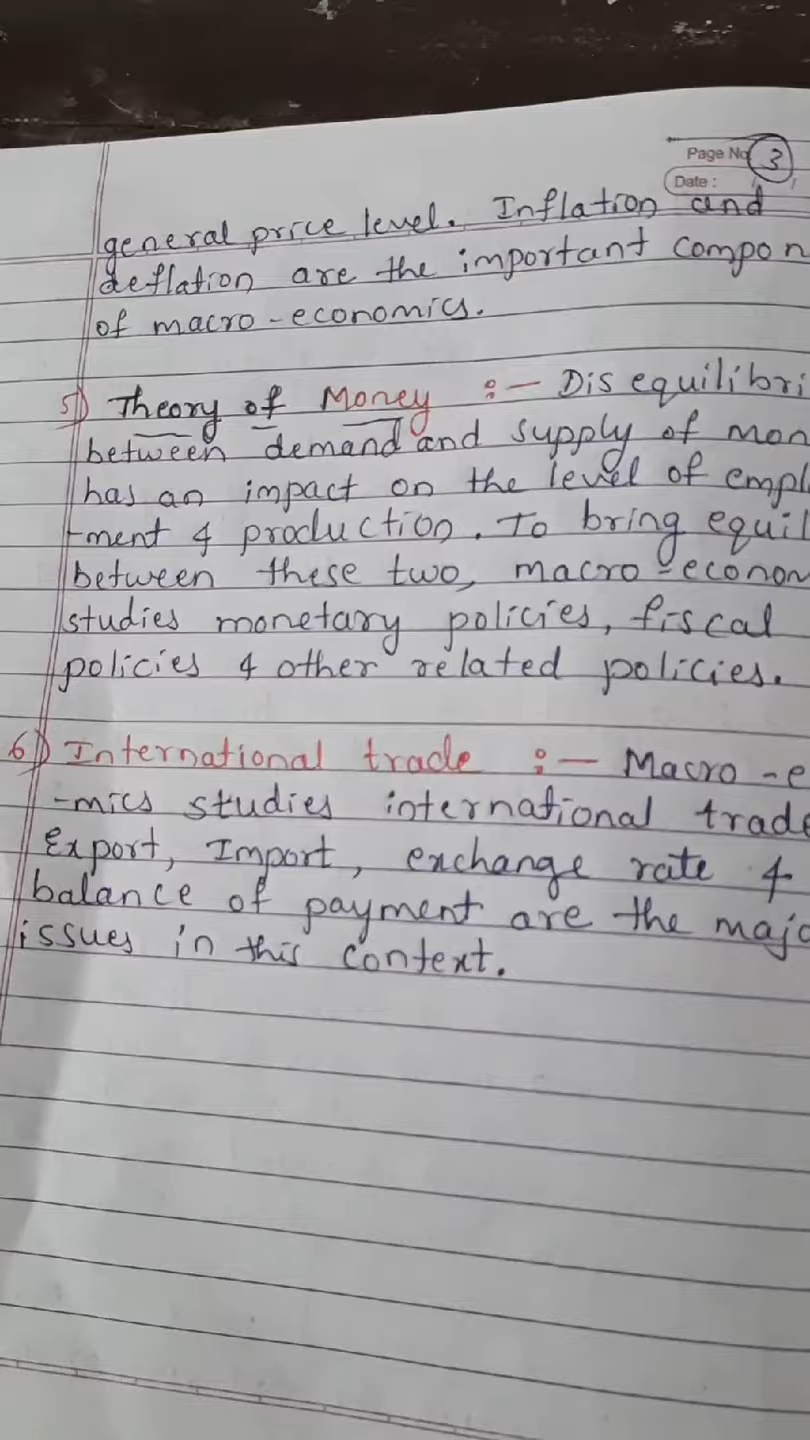 Page No 3
Date :
general price level. Inflation and
deflation are the important compon
of macro-economics.
5) Theory of Money :- Disequilibri
between demand and supply of mon
has an impact on the level of empl
-ment & production. To bring equil
between these two, macro-econom
studies monetary policies, fiscal
policies & other related policies.
6) International trade :- Macro-e
-mics studies international trade
Export, Import, exchange rate &
balance of payment are the majo
issues in this context.